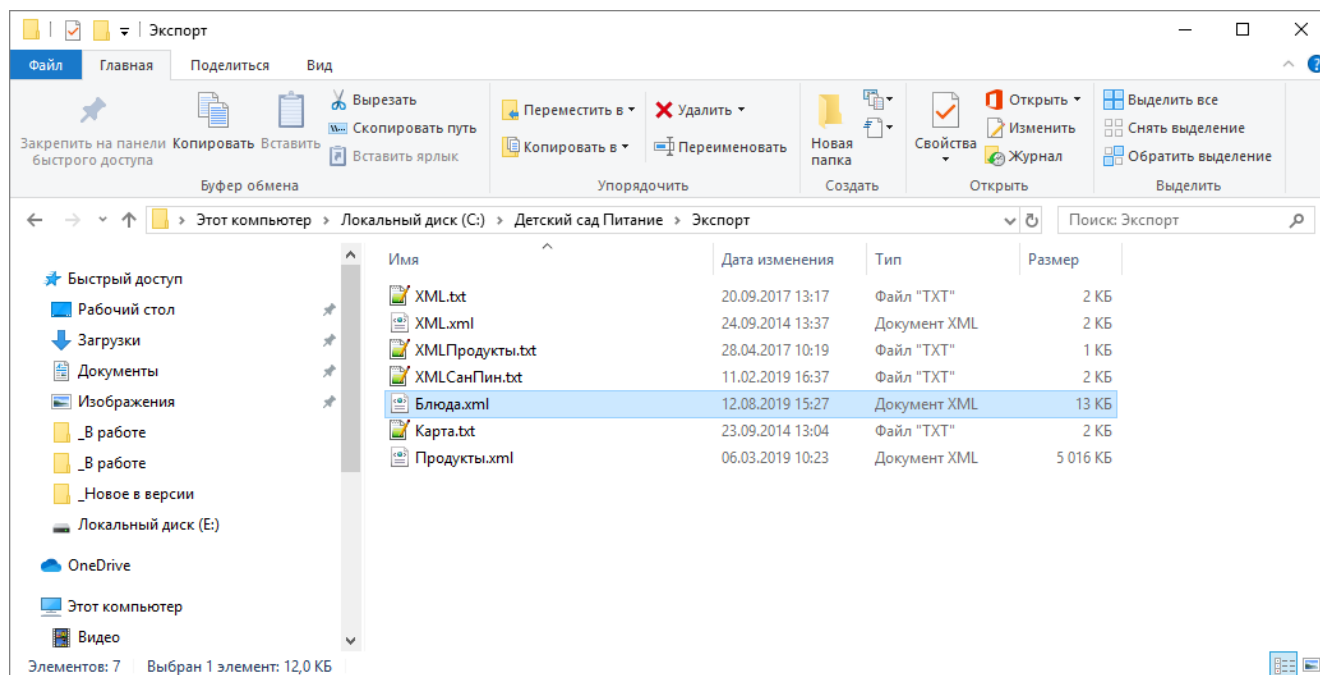 Экспорт
Файл Главная Поделиться Вид
Закрепить на панели быстрого доступа
Копировать
Вставить
Вырезать
Скопировать путь
Вставить ярлык
Буфер обмена
Переместить в
Копировать в
Удалить
Переименовать
Упорядочить
Новая папка
Создать
Свойства
Открыть
Изменить
Журнал
Открыть
Выделить все
Снять выделение
Обратить выделение
Выделить
Этот компьютер > Локальный диск (C:) > Детский сад Питание > Экспорт
Поиск: Экспорт
Быстрый доступ
Рабочий стол
Загрузки
Документы
Изображения
_В работе
_В работе
_Новое в версии
Локальный диск (E:)
OneDrive
Этот компьютер
Видео
Имя Дата изменения Тип Размер
XML.txt 20.09.2017 13:17 Файл "TXT" 2 КБ
XML.xml 24.09.2014 13:37 Документ XML 2 КБ
XMLПродукты.txt 28.04.2017 10:19 Файл "TXT" 1 КБ
XMLСанПин.txt 11.02.2019 16:37 Файл "TXT" 2 КБ
Блюда.xml 12.08.2019 15:27 Документ XML 13 КБ
Карта.txt 23.09.2014 13:04 Файл "TXT" 2 КБ
Продукты.xml 06.03.2019 10:23 Документ XML 5 016 КБ
Элементов: 7 Выбран 1 элемент: 12,0 КБ